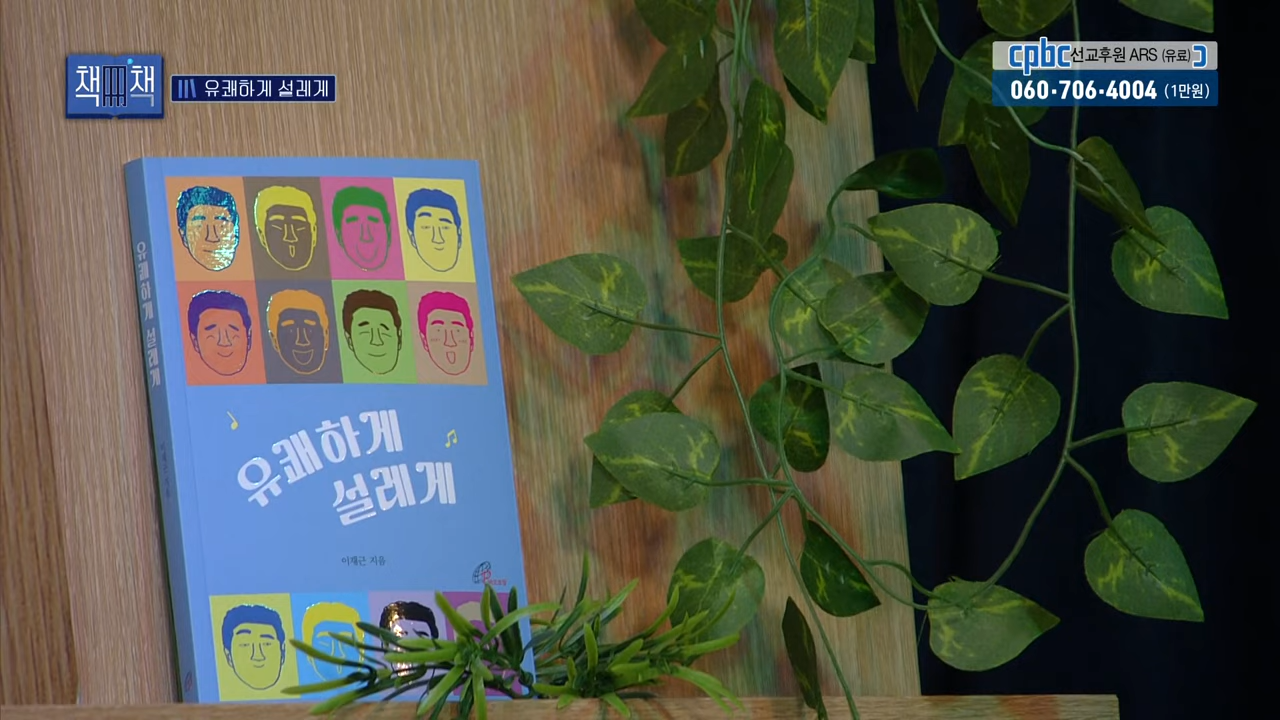 책책
유쾌하게 설레게
cpbc 선교후원 ARS (유료)
060·706·4004 (1만원)
유쾌하게 설레게
유쾌하게
설레게
이재근 지음